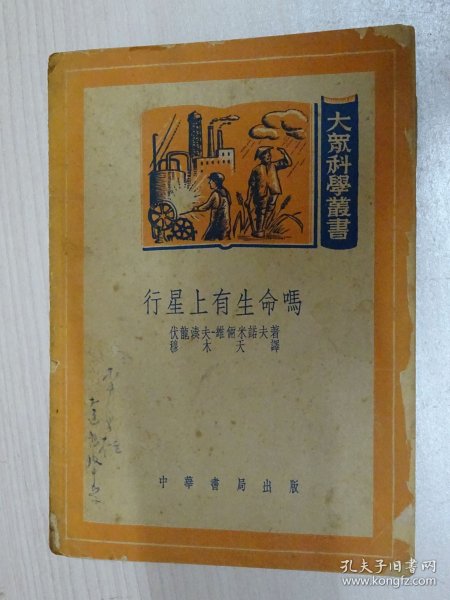 大眾科學叢書
行星上有生命嗎
伏龍滂夫-維倆米諾夫著
穆木天譯
中華書局出版
孔夫子旧书网
www.kongfz.com